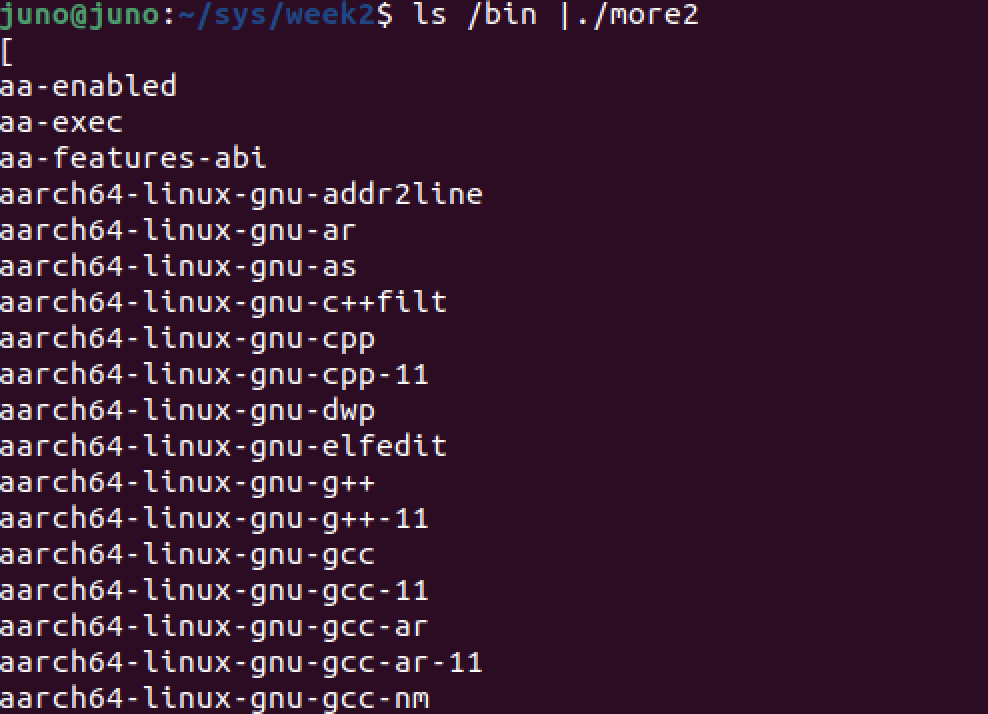 juno@juno:~/sys/week2$ ls /bin |./more2
[
aa-enabled
aa-exec
aa-features-abi
aarch64-linux-gnu-addr2line
aarch64-linux-gnu-ar
aarch64-linux-gnu-as
aarch64-linux-gnu-c++filt
aarch64-linux-gnu-cpp
aarch64-linux-gnu-cpp-11
aarch64-linux-gnu-dwp
aarch64-linux-gnu-elfedit
aarch64-linux-gnu-g++
aarch64-linux-gnu-g++-11
aarch64-linux-gnu-gcc
aarch64-linux-gnu-gcc-11
aarch64-linux-gnu-gcc-ar
aarch64-linux-gnu-gcc-ar-11
aarch64-linux-gnu-gcc-nm